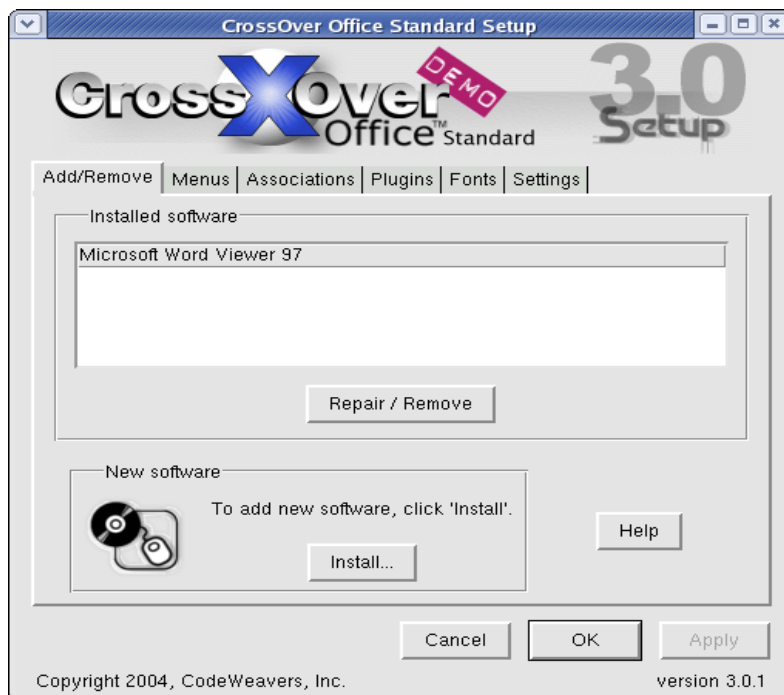 CrossOver Office Standard Setup
CrossOver
DEMO
Office™ Standard
3.0
Setup
Add/Remove Menus Associations Plugins Fonts Settings
Installed software
Microsoft Word Viewer 97
Repair / Remove
New software
To add new software, click 'Install'.
Install...
Help
Cancel OK Apply
Copyright 2004, CodeWeavers, Inc. version 3.0.1